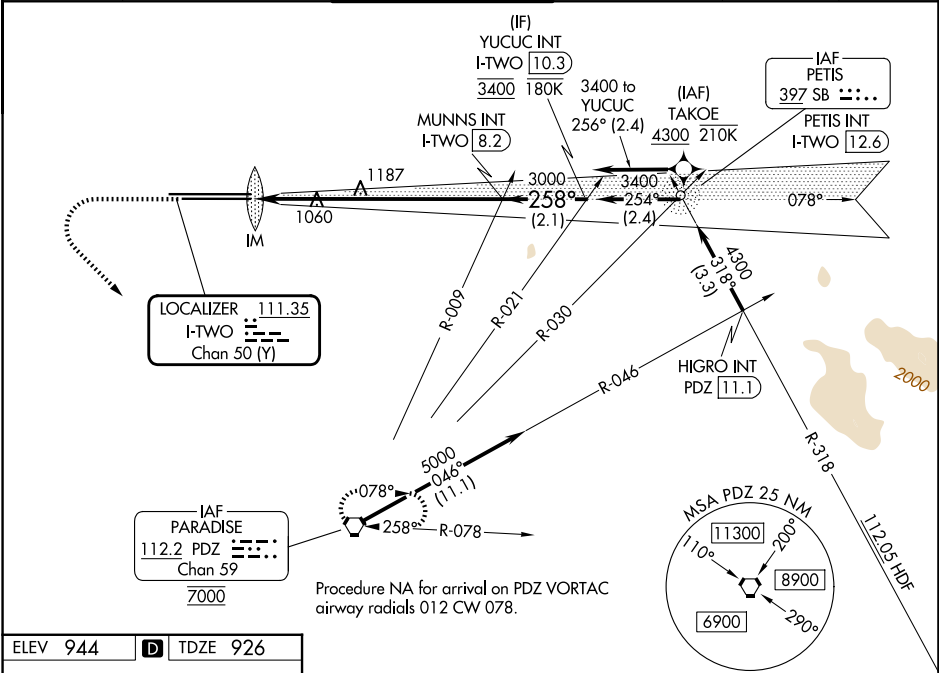 (IF)
YUCUC INT
I-TWO 10.3
3400 180K
MUNNS INT
I-TWO 8.2
3400 to
YUCUC
256° (2.4)
(IAF)
TAKOE
4300 210K
IAF
PETIS
397 SB
PETIS INT
I-TWO 12.6
1187
1060
IM
3000
258°
(2.1)
3400
254°
(2.4)
078°
4300
318°
(3.3)
LOCALIZER 111.35
I-TWO
Chan 50 (Y)
R-009
R-021
R-030
R-046
HIGRO INT
PDZ 11.1
2000
R-318
112.05 HDF
5000
046°
(11.1)
078°
258°
R-078
IAF
PARADISE
112.2 PDZ
Chan 59
7000
Procedure NA for arrival on PDZ VORTAC
airway radials 012 CW 078.
MSA PDZ 25 NM
11300
110°
200°
8900
6900
290°
ELEV 944 D TDZE 926